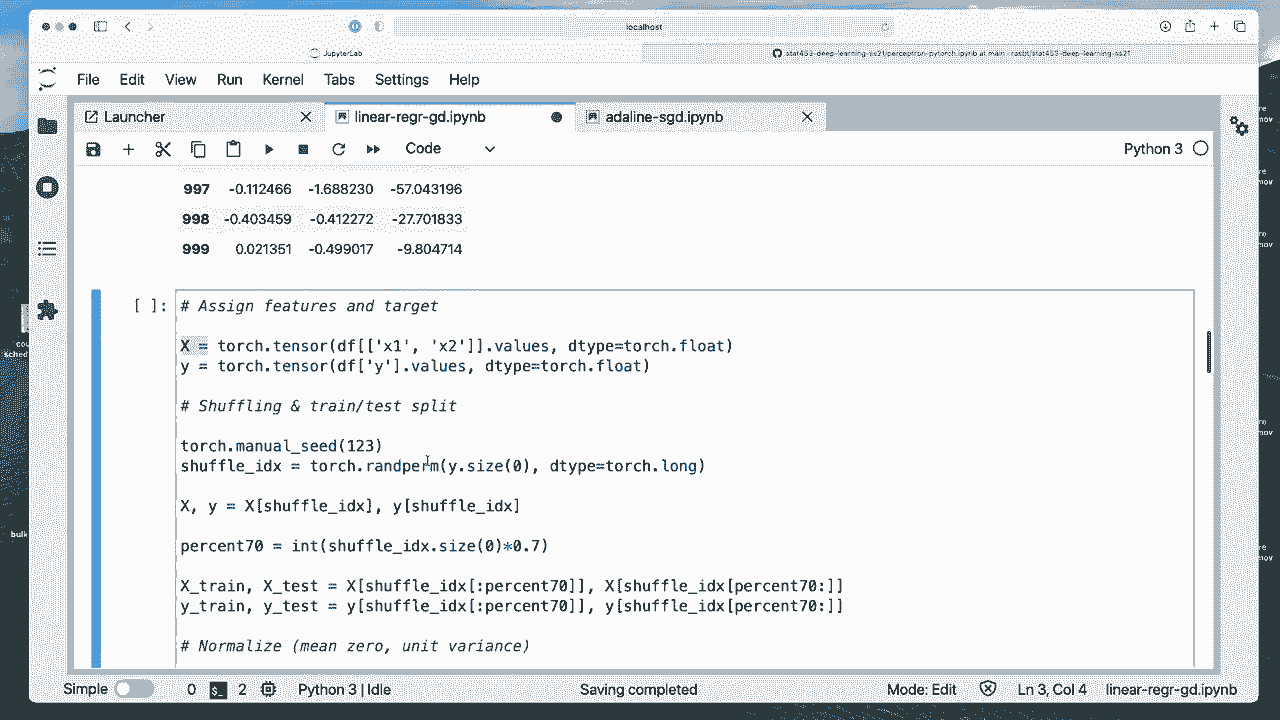 localhost
JupyterLab
stat453-deep-learning-ss21/perceptron-pytorch.ipynb at main
File Edit View Run Kernel Tabs Settings Help
Launcher
linear-regr-gd.ipynb
adaline-sgd.ipynb
Code
Python 3
997 -0.112466 -1.688230 -57.043196
998 -0.403459 -0.412272 -27.701833
999 0.021351 -0.499017 -9.804714
[ ]: # Assign features and target
X = torch.tensor(df[['x1', 'x2']].values, dtype=torch.float)
y = torch.tensor(df['y'].values, dtype=torch.float)
# Shuffling & train/test split
torch.manual_seed(123)
shuffle_idx = torch.randperm(y.size(0), dtype=torch.long)
X, y = X[shuffle_idx], y[shuffle_idx]
percent70 = int(shuffle_idx.size(0)*0.7)
X_train, X_test = X[shuffle_idx[:percent70]], X[shuffle_idx[percent70:]]
y_train, y_test = y[shuffle_idx[:percent70]], y[shuffle_idx[percent70:]]
# Normalize (mean zero, unit variance)
Simple 0 2 Python 3 | Idle Saving completed Mode: Edit Ln 3, Col 4 linear-regr-gd.ipynb